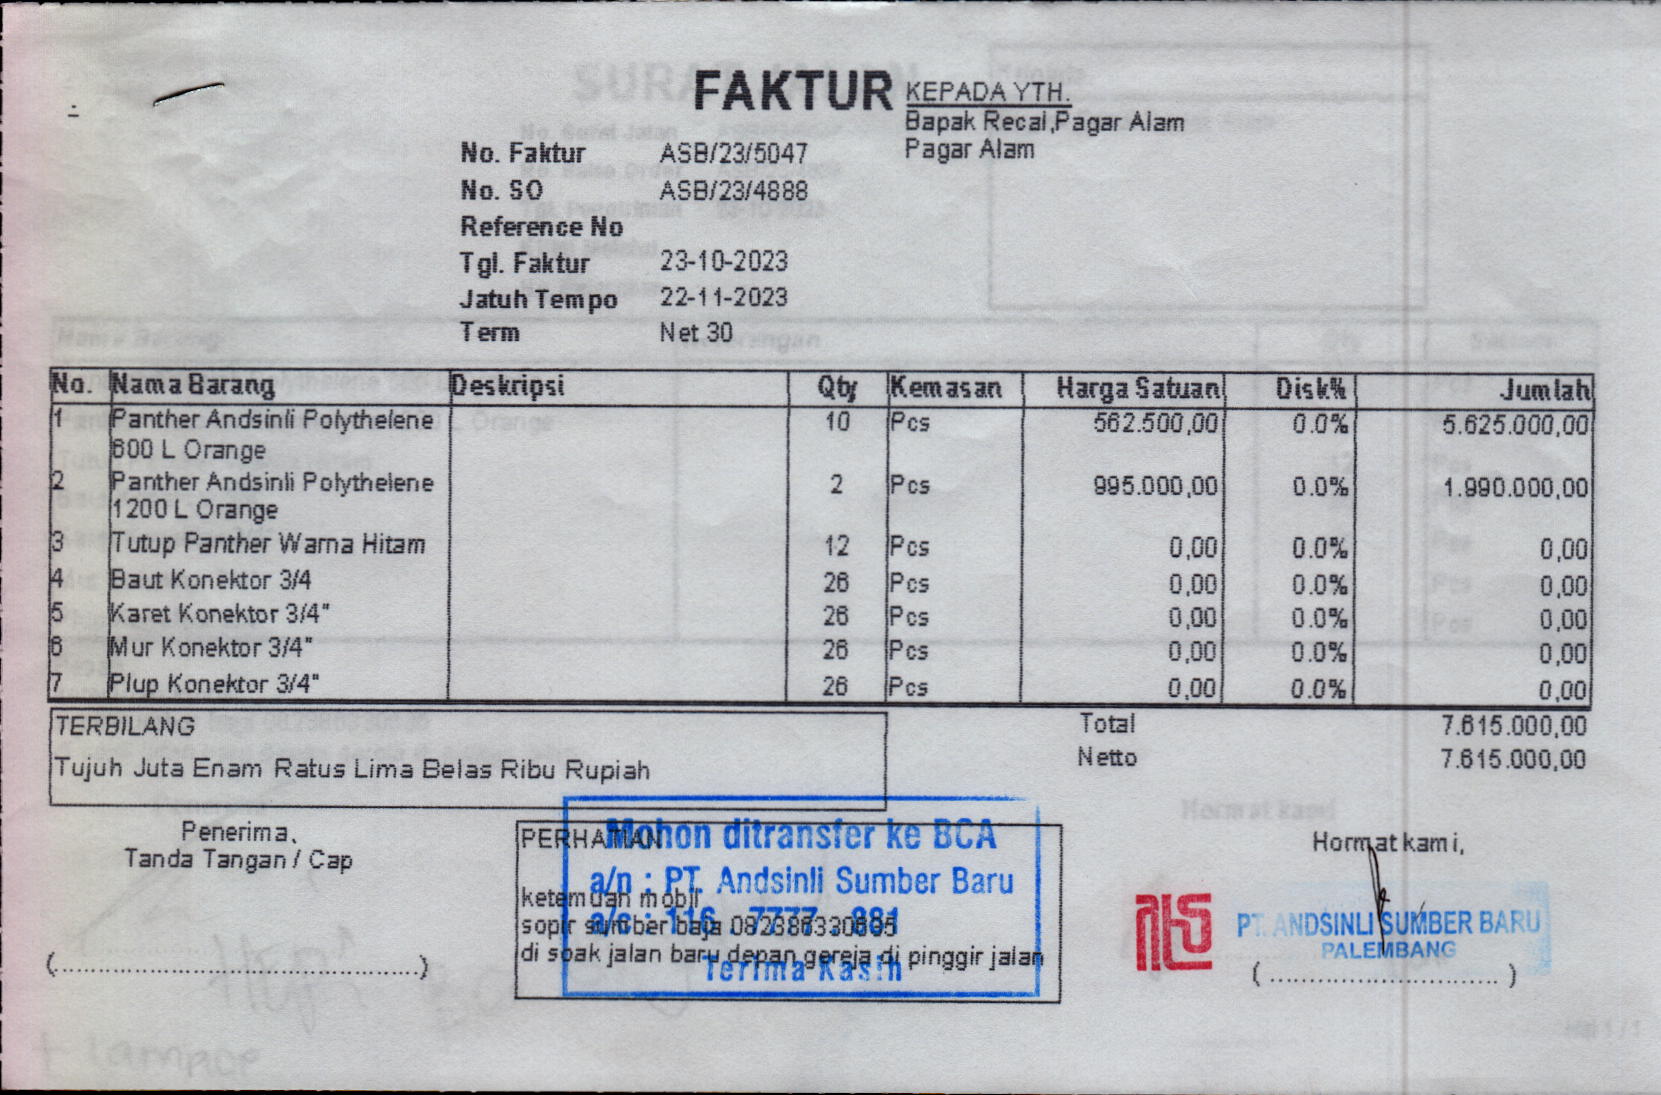 FAKTUR
KEPADA YTH.
Bapak Recal,Pagar Alam
Pagar Alam
No. Faktur ASB/23/5047
No. SO ASB/23/4888
Reference No
Tgl. Faktur 23-10-2023
Jatuh Tempo 22-11-2023
Term Net 30
No. Nama Barang Deskripsi Qty Kemasan Harga Satuan Disk% Jumlah
1 Panther Andsinli Polythelene 10 Pcs 562.500,00 0.0% 5.625.000,00
600 L Orange
2 Panther Andsinli Polythelene 2 Pcs 995.000,00 0.0% 1.990.000,00
1200 L Orange
3 Tutup Panther Warna Hitam 12 Pcs 0,00 0.0% 0,00
4 Baut Konektor 3/4 26 Pcs 0,00 0.0% 0,00
5 Karet Konektor 3/4" 26 Pcs 0,00 0.0% 0,00
6 Mur Konektor 3/4" 26 Pcs 0,00 0.0% 0,00
7 Plup Konektor 3/4" 26 Pcs 0,00 0.0% 0,00
TERBILANG
Tujuh Juta Enam Ratus Lima Belas Ribu Rupiah
Total 7.615.000,00
Netto 7.615.000,00
Penerima,
Tanda Tangan / Cap
(................................................)
PERHATIAN
ketemuan mobil
sopir sumber baja
di soak jalan baru depan gereja di pinggir jalan
Mohon ditransfer ke BCA
a/n : PT. Andsinli Sumber Baru
a/c : 116 . 7777 . 881
Terima Kasih
Hormat kami,
PT. ANDSINLI SUMBER BARU
PALEMBANG
(..............................)